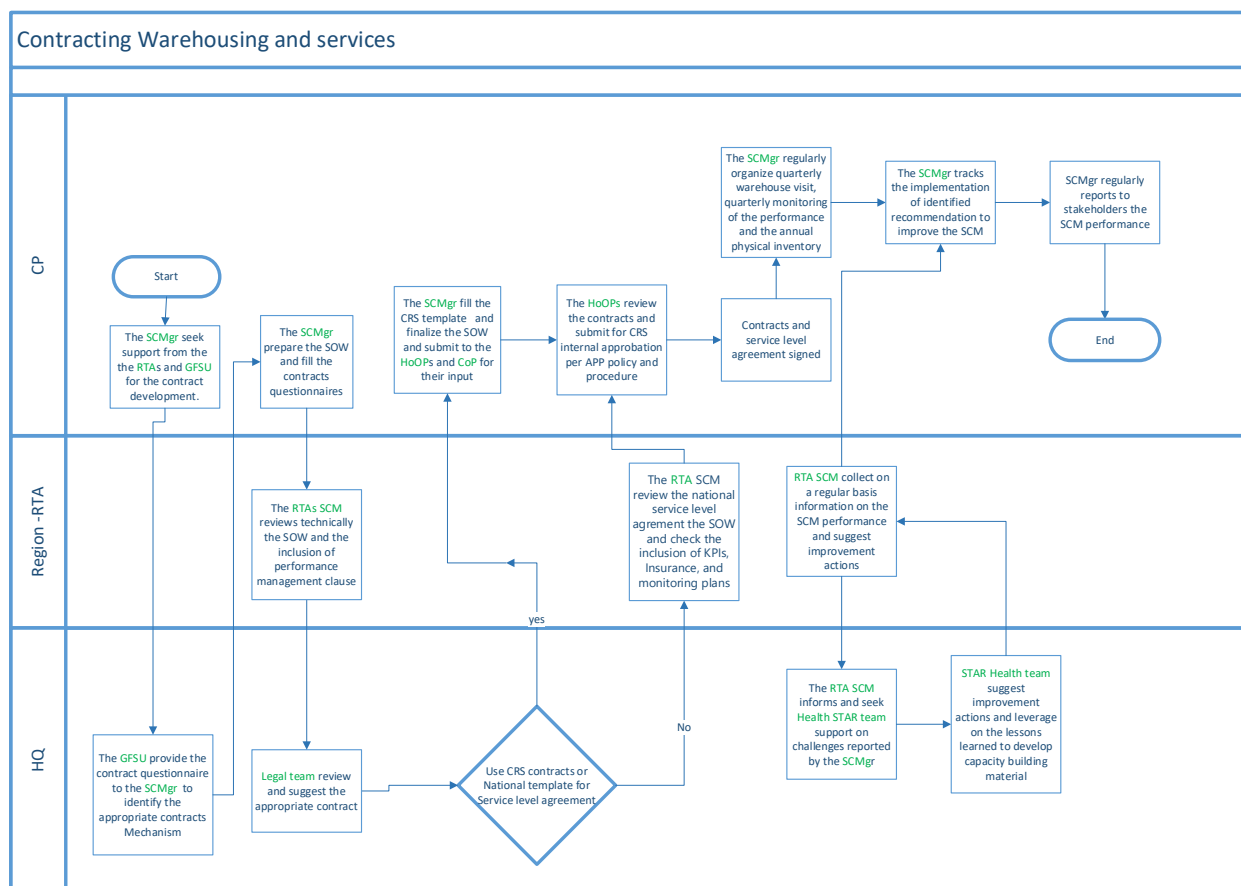 Contracting Warehousing and services
CP
Start
The SCMgr seek
support from the
the RTAs and GFSU
for the contract
development.
The SCMgr
prepare the SOW
and fill the
contracts
questionnaires
The SCMgr fill the
CRS template and
finalize the SOW
and submit to the
HoOPs and CoP for
their input
The HoOPs review
the contracts and
submit for CRS
internal approbation
per APP policy and
procedure
Contracts and
service level
agreement signed
The SCMgr regularly
organize quarterly
warehouse visit,
quarterly monitoring
of the performance
and the annual
physical inventory
The SCMgr tracks
the implementation
of identified
recommendation to
improve the SCM
SCMgr regularly
reports to
stakeholders the
SCM performance
End
Region -RTA
The RTAs SCM
reviews technically
the SOW and the
inclusion of
performance
management clause
yes
The RTA SCM
review the national
service level
agrement the SOW
and check the
inclusion of KPIs,
Insurance, and
monitoring plans
RTA SCM collect on
a regular basis
information on the
SCM performance
and suggest
improvement
actions
HQ
The GFSU provide the
contract questionnaire
to the SCMgr to
identify the
appropriate contracts
Mechanism
Legal team review
and suggest the
appropriate contract
Use CRS contracts or
National template for
Service level agreement
No
The RTA SCM
informs and seek
Health STAR team
support on
challenges reported
by the SCMgr
STAR Health team
suggest
improvement
actions and leverage
on the lessons
learned to develop
capacity building
material